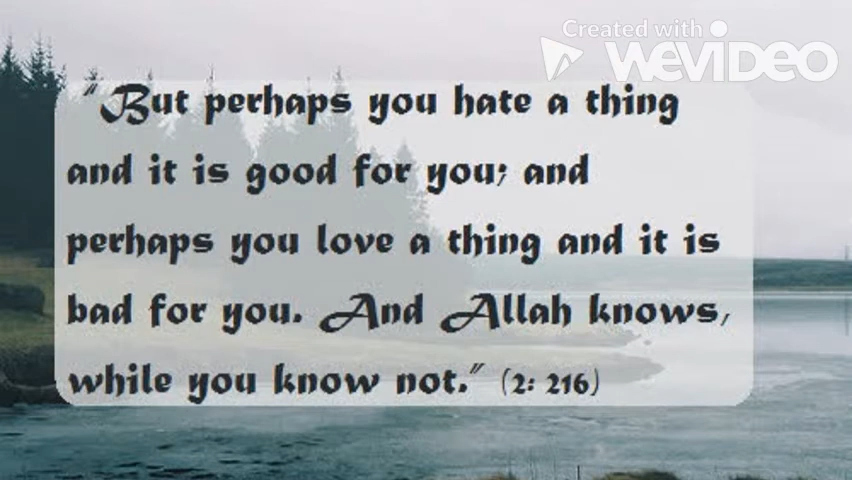 Created with
WEVIDEO
"But perhaps you hate a thing
and it is good for you; and
perhaps you love a thing and it is
bad for you. And Allah knows,
while you know not." (2: 216)